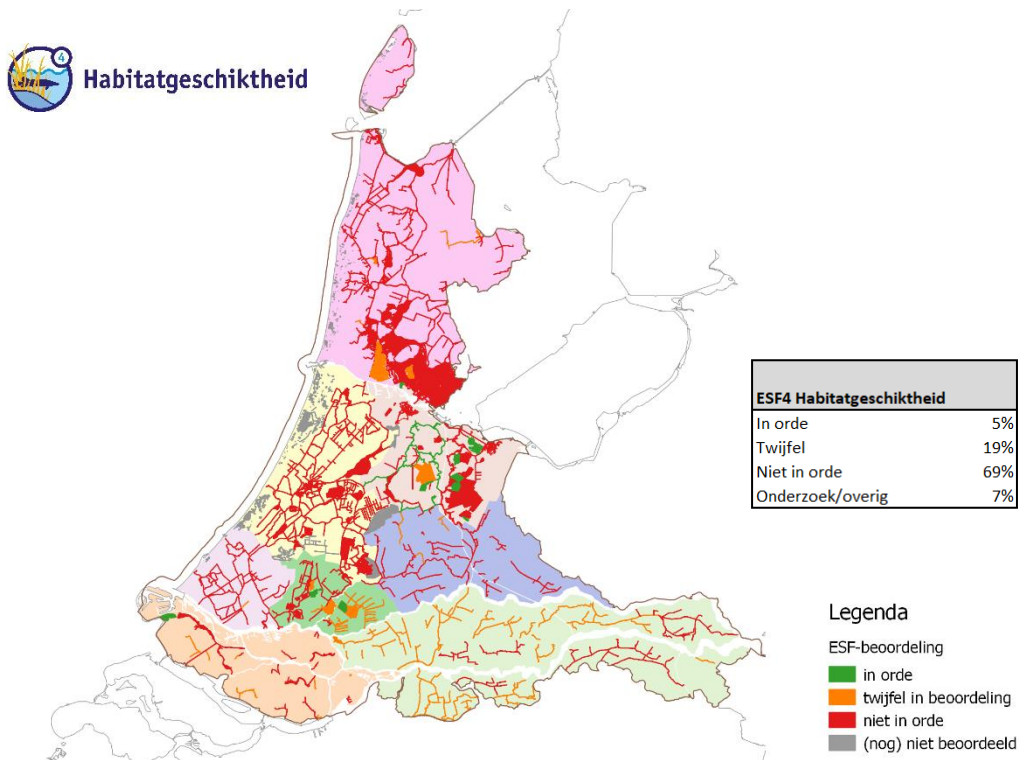 4
Habitatgeschiktheid
ESF4 Habitatgeschiktheid
In orde 5%
Twijfel 19%
Niet in orde 69%
Onderzoek/overig 7%
Legenda
ESF-beoordeling
in orde
twijfel in beoordeling
niet in orde
(nog) niet beoordeeld